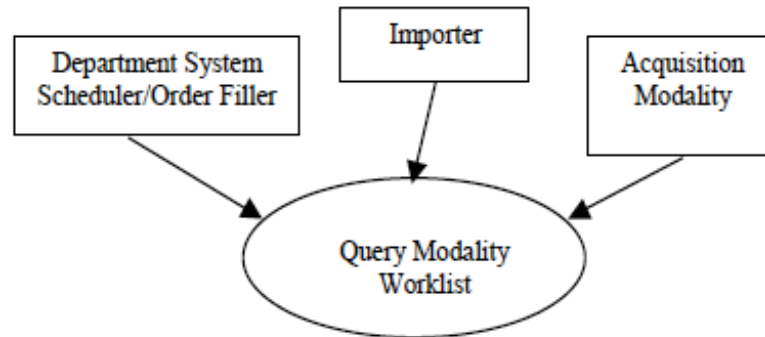 Department System
Scheduler/Order Filler
Importer
Acquisition
Modality
Query Modality
Worklist